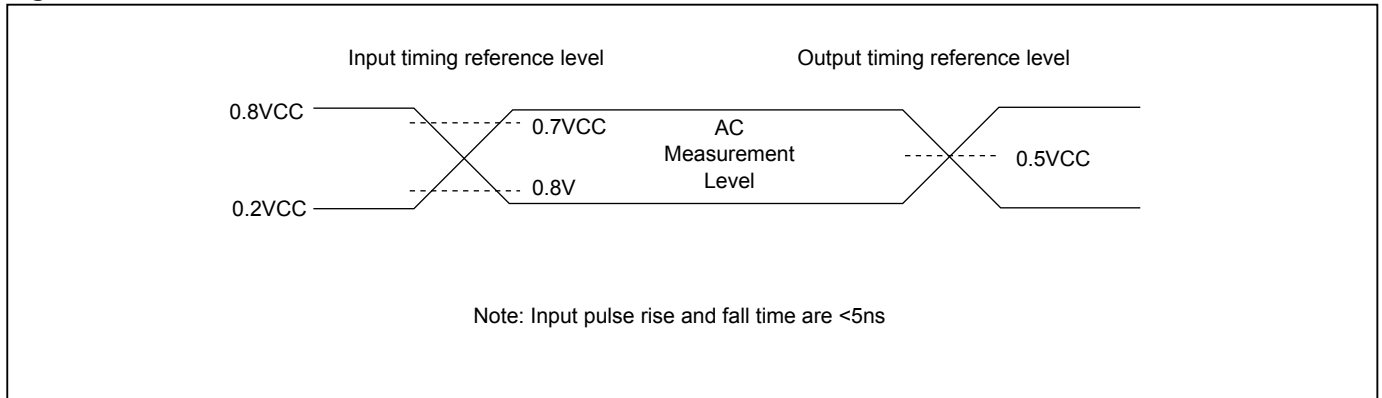 Input timing reference level
Output timing reference level
0.8VCC
0.7VCC
AC
Measurement
Level
0.5VCC
0.8V
0.2VCC
Note: Input pulse rise and fall time are <5ns